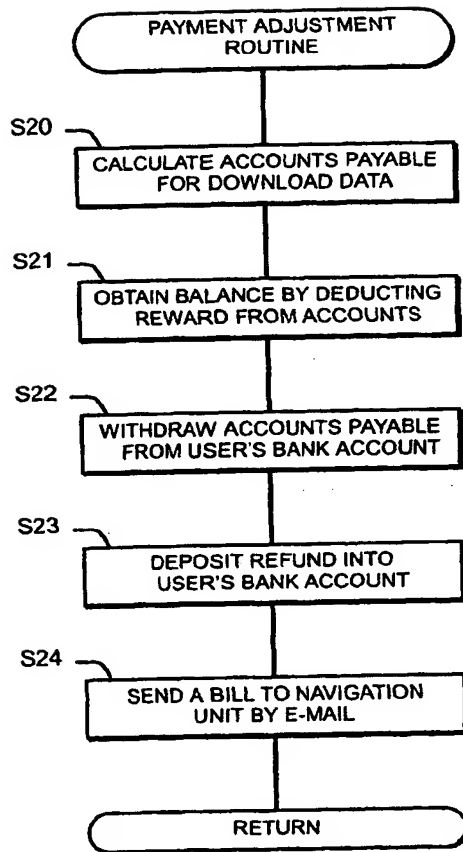 PAYMENT ADJUSTMENT
ROUTINE
S20
CALCULATE ACCOUNTS PAYABLE
FOR DOWNLOAD DATA
S21
OBTAIN BALANCE BY DEDUCTING
REWARD FROM ACCOUNTS
S22
WITHDRAW ACCOUNTS PAYABLE
FROM USER'S BANK ACCOUNT
S23
DEPOSIT REFUND INTO
USER'S BANK ACCOUNT
S24
SEND A BILL TO NAVIGATION
UNIT BY E-MAIL
RETURN